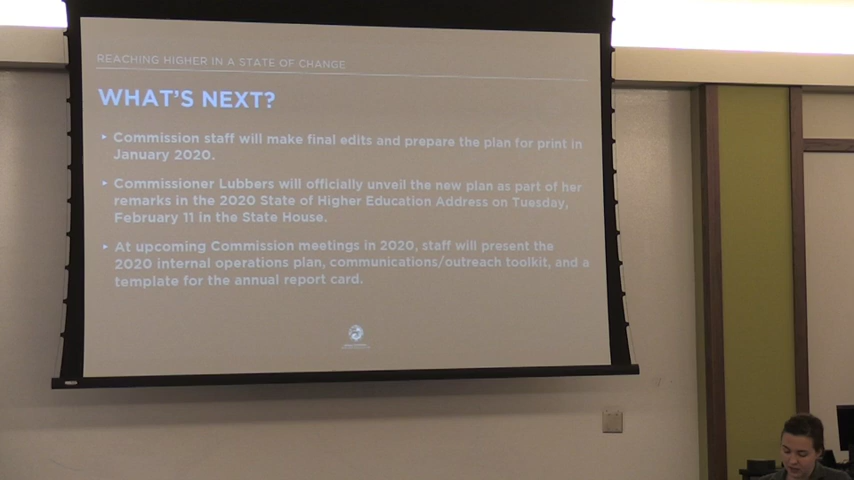 REACHING HIGHER IN A STATE OF CHANGE
WHAT'S NEXT?
▸ Commission staff will make final edits and prepare the plan for print in
January 2020.
▸ Commissioner Lubbers will officially unveil the new plan as part of her
remarks in the 2020 State of Higher Education Address on Tuesday,
February 11 in the State House.
▸ At upcoming Commission meetings in 2020, staff will present the
2020 internal operations plan, communications/outreach toolkit, and a
template for the annual report card.